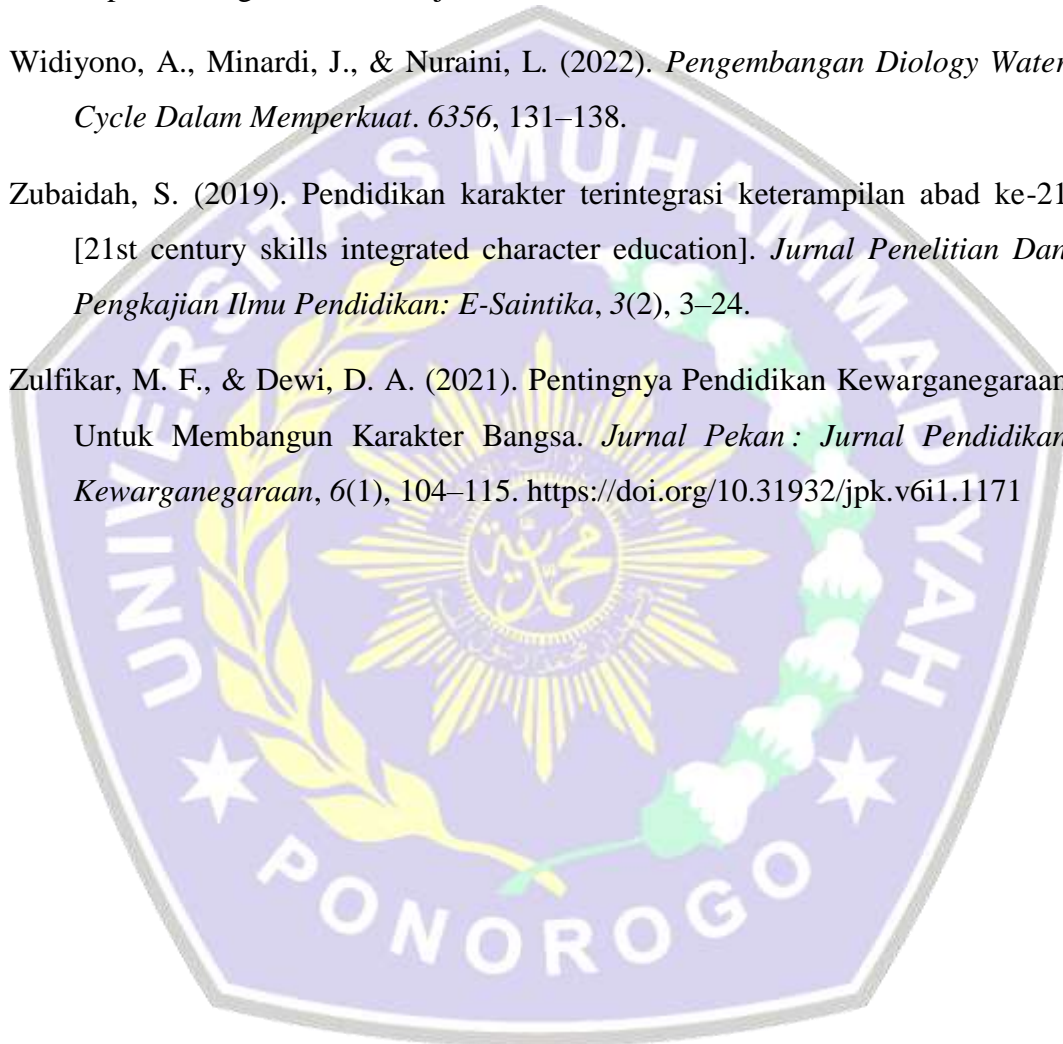 Widiyono, A., Minardi, J., & Nuraini, L. (2022). Pengembangan Diology Water
Cycle Dalam Memperkuat. 6356, 131–138.
Zubaidah, S. (2019). Pendidikan karakter terintegrasi keterampilan abad ke-21
[21st century skills integrated character education]. Jurnal Penelitian Dan
Pengkajian Ilmu Pendidikan: E-Saintika, 3(2), 3–24.
Zulfikar, M. F., & Dewi, D. A. (2021). Pentingnya Pendidikan Kewarganegaraan
Untuk Membangun Karakter Bangsa. Jurnal Pekan : Jurnal Pendidikan
Kewarganegaraan, 6(1), 104–115. https://doi.org/10.31932/jpk.v6i1.1171
UNIVERSITAS MUHAMMADIYAH
محمدية
PONOROGO